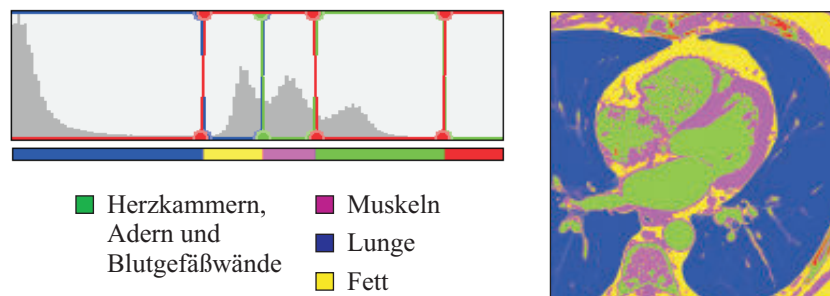 Herzkammern,
Adern und
Blutgefäßwände
Muskeln
Lunge
Fett